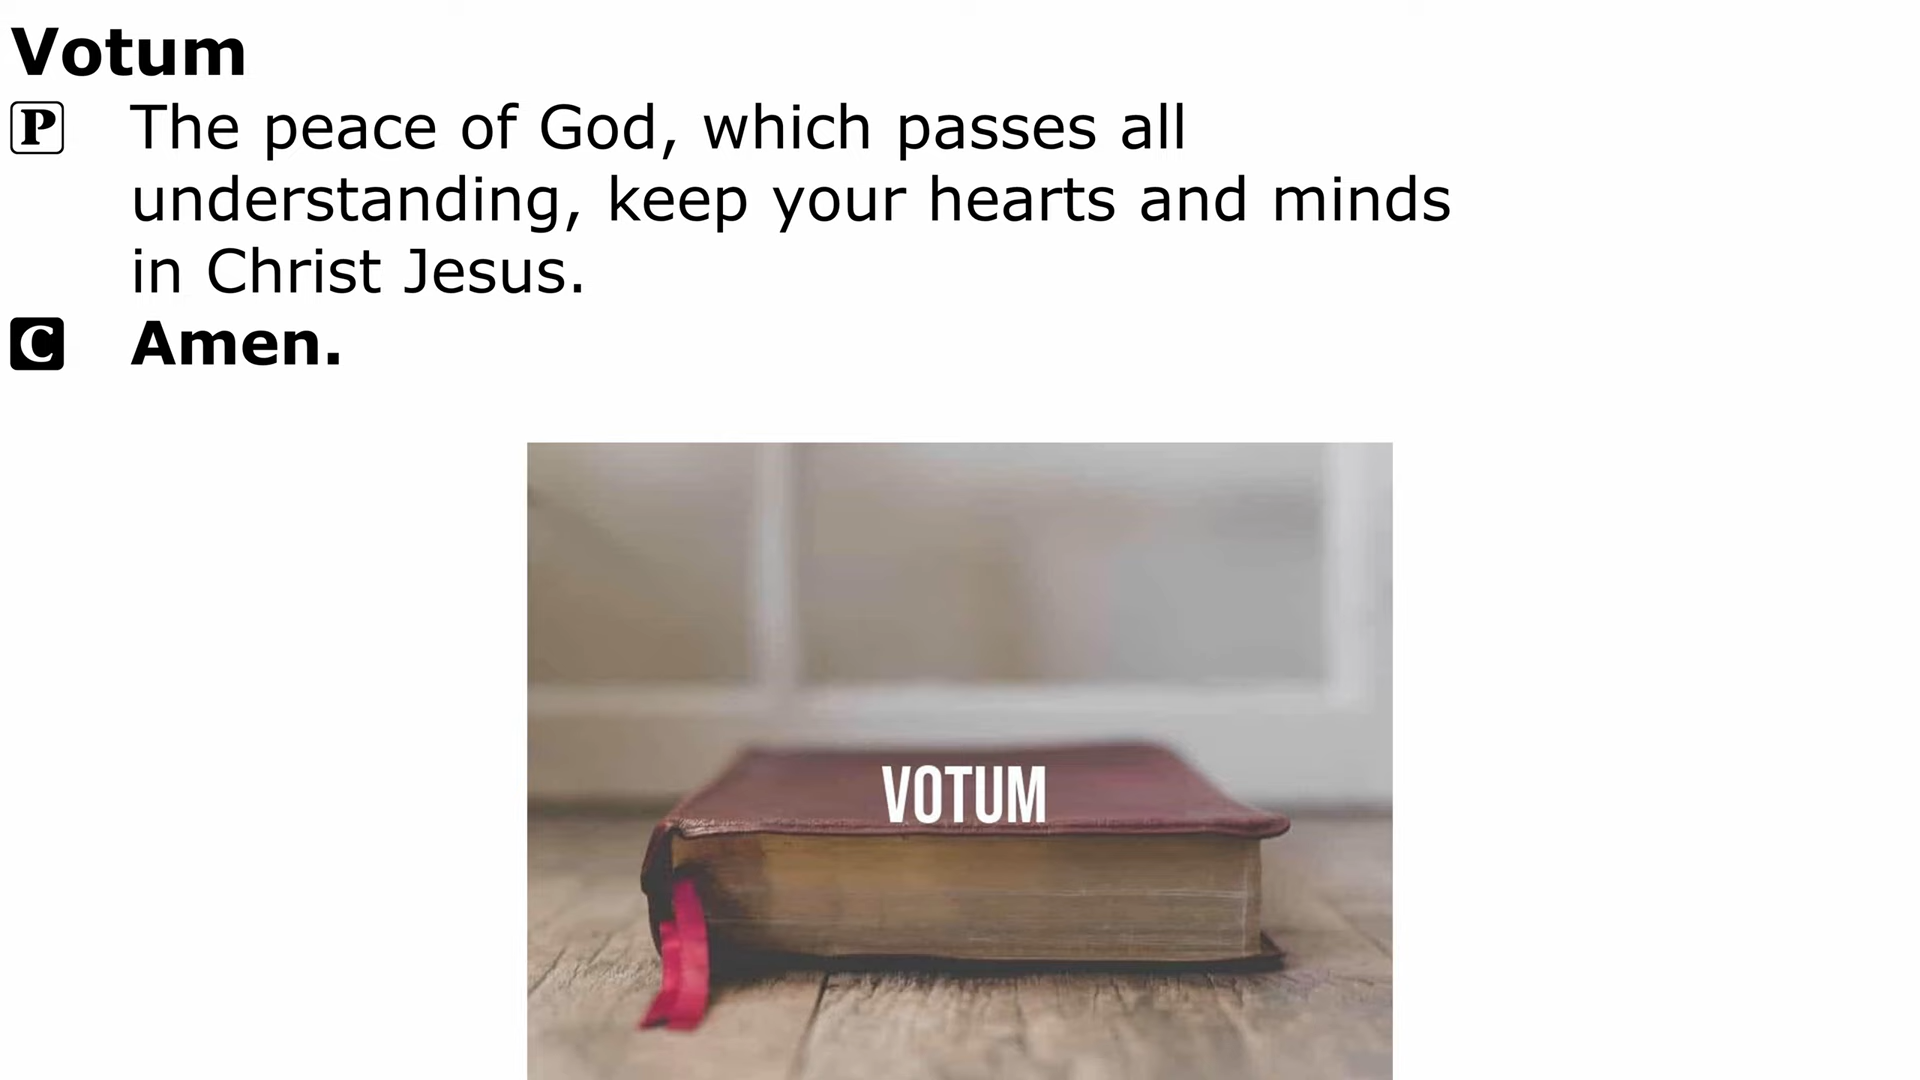 Votum
P The peace of God, which passes all
understanding, keep your hearts and minds
in Christ Jesus.
C Amen.
VOTUM